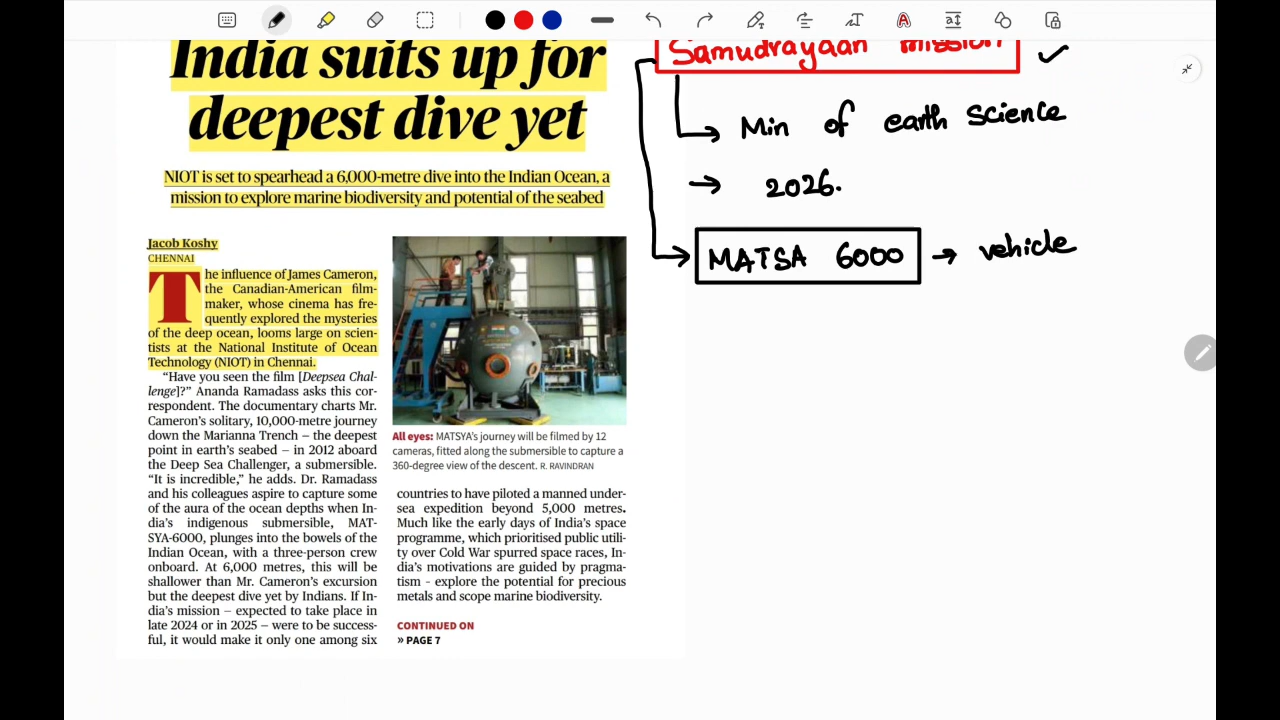 India suits up for
deepest dive yet
NIOT is set to spearhead a 6,000-metre dive into the Indian Ocean, a
mission to explore marine biodiversity and potential of the seabed
Jacob Koshy
CHENNAI
The influence of James Cameron,
the Canadian-American film-
maker, whose cinema has fre-
quently explored the mysteries
of the deep ocean, looms large on scien-
tists at the National Institute of Ocean
Technology (NIOT) in Chennai.
“Have you seen the film [Deepsea Chal-
lenge]?” Ananda Ramadass asks this cor-
respondent. The documentary charts Mr.
Cameron’s solitary, 10,000-metre journey
down the Marianna Trench – the deepest
point in earth’s seabed – in 2012 aboard
the Deep Sea Challenger, a submersible.
“It is incredible,” he adds. Dr. Ramadass
and his colleagues aspire to capture some
of the aura of the ocean depths when In-
dia’s indigenous submersible, MAT-
SYA-6000, plunges into the bowels of the
Indian Ocean, with a three-person crew
onboard. At 6,000 metres, this will be
shallower than Mr. Cameron’s excursion
but the deepest dive yet by Indians. If In-
dia’s mission – expected to take place in
late 2024 or in 2025 – were to be success-
ful, it would make it only one among six
All eyes: MATSYA’s journey will be filmed by 12
cameras, fitted along the submersible to capture a
360-degree view of the descent. R. RAVINDRAN
countries to have piloted a manned under-
sea expedition beyond 5,000 metres.
Much like the early days of India’s space
programme, which prioritised public utili-
ty over Cold War spurred space races, In-
dia’s motivations are guided by pragma-
tism - explore the potential for precious
metals and scope marine biodiversity.
CONTINUED ON
» PAGE 7
Samudrayaan mission ✓
→ Min of earth science
→ 2026.
→ MATSA 6000 → vehicle